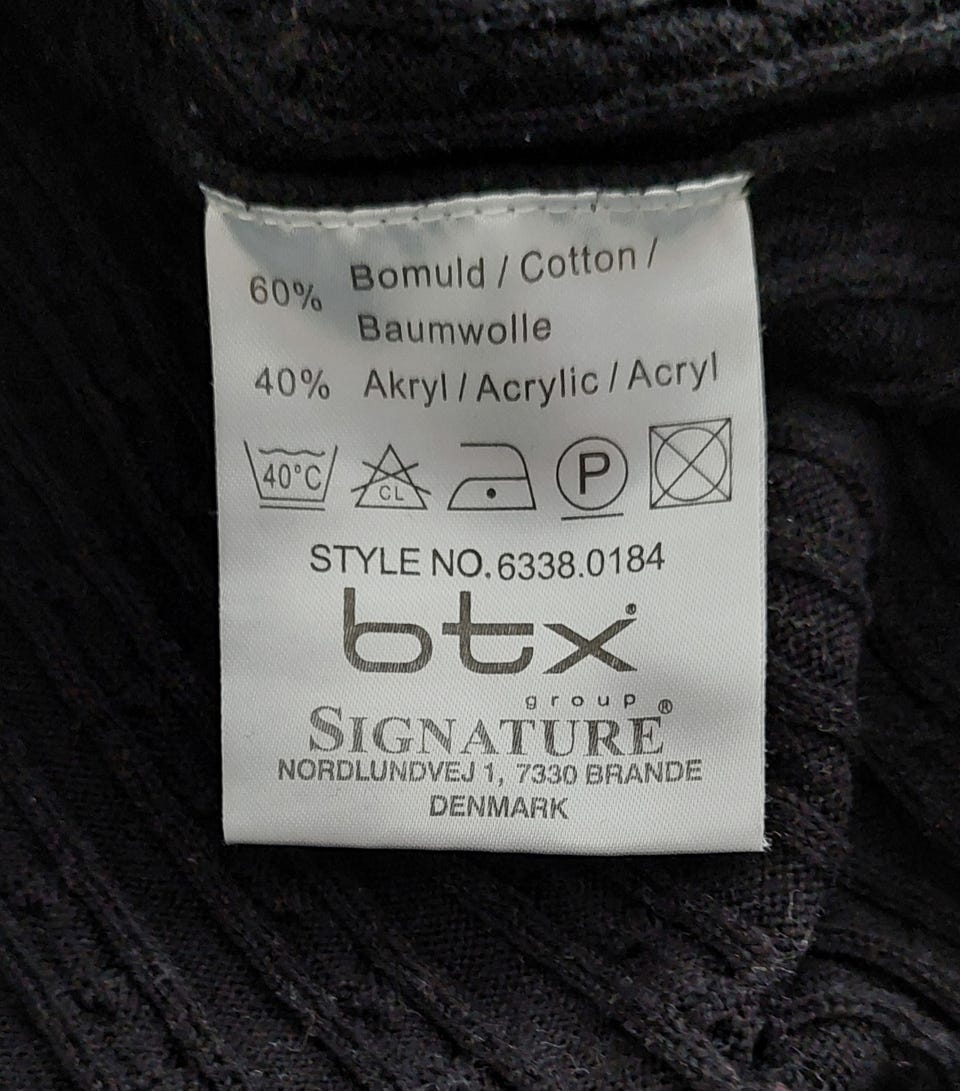 60% Bomuld / Cotton /
Baumwolle
40% Akryl / Acrylic / Acryl
40°C CL P
STYLE NO. 6338.0184
btx®
group
SIGNATURE®
NORDLUNDVEJ 1, 7330 BRANDE
DENMARK